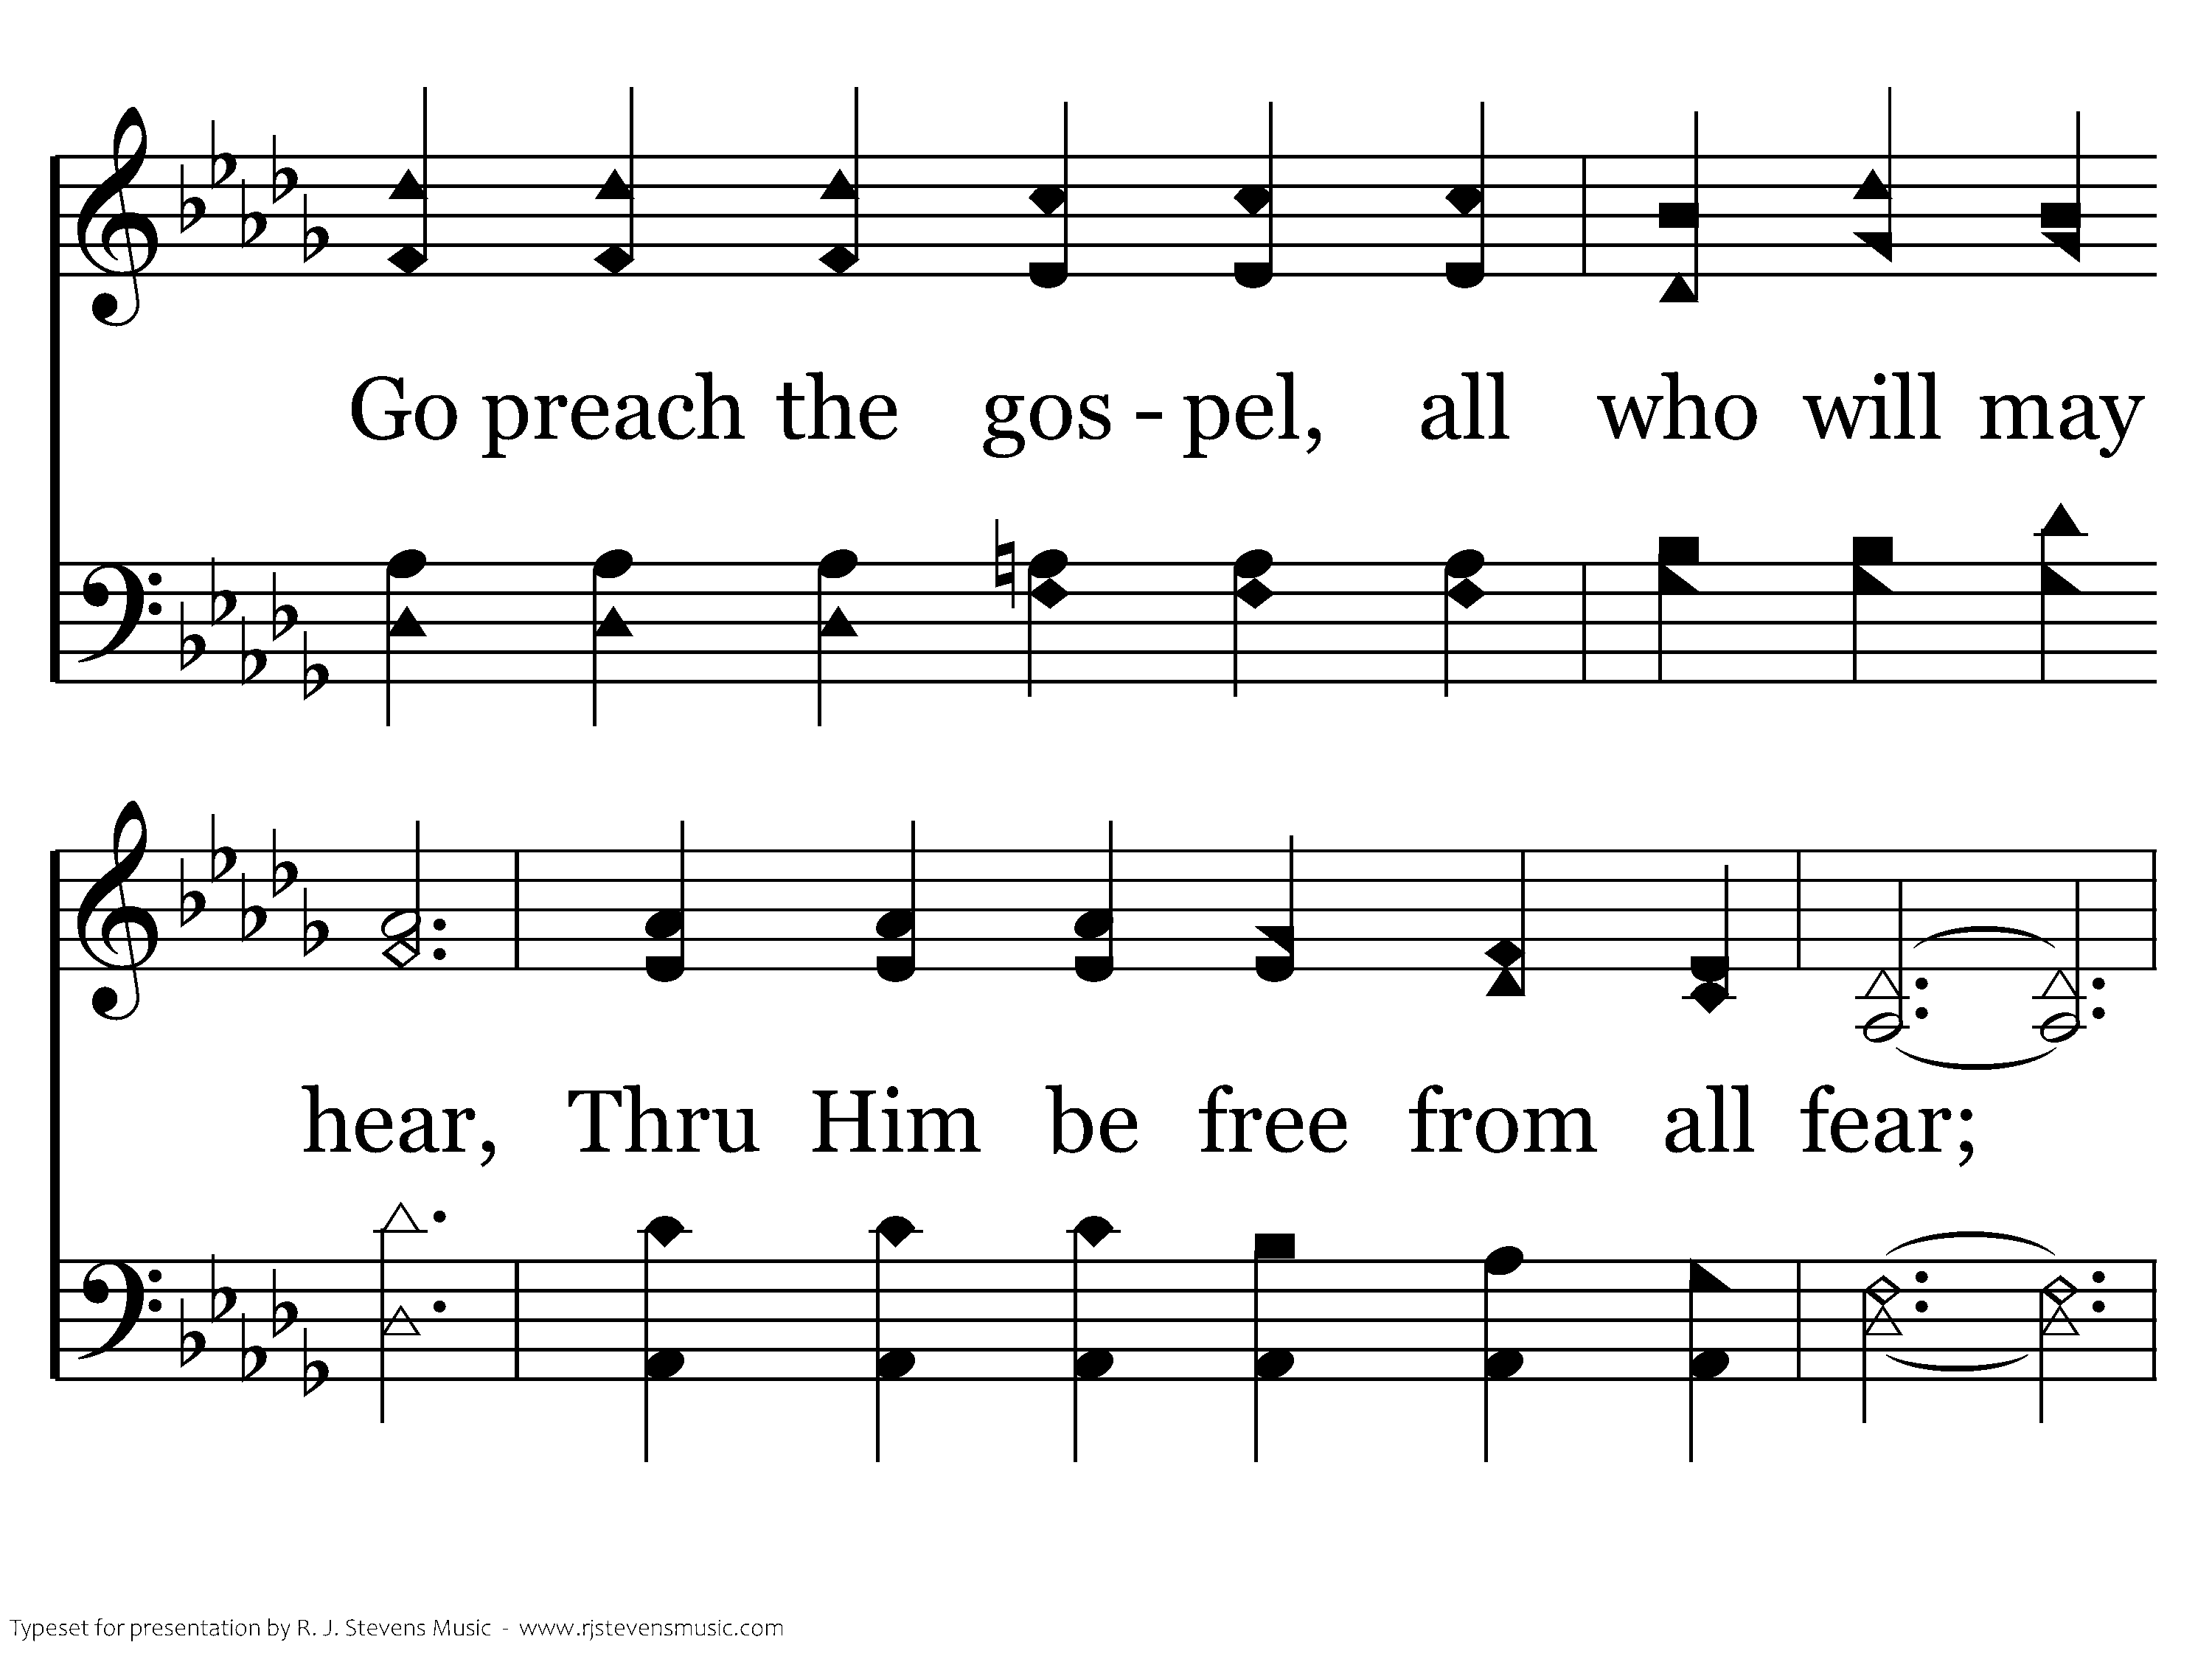 Go preach the gos - pel, all who will may
hear, Thru Him be free from all fear;
Typeset for presentation by R. J. Stevens Music - www.rjstevensmusic.com